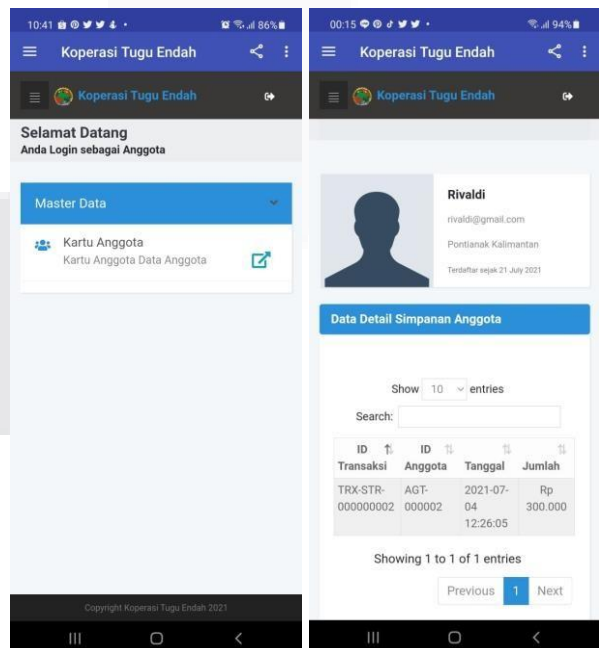 10:41
86%
Koperasi Tugu Endah
Koperasi Tugu Endah
Selamat Datang
Anda Login sebagai Anggota
Master Data
Kartu Anggota
Kartu Anggota Data Anggota
Copyright Koperasi Tugu Endah 2021
00:15
94%
Koperasi Tugu Endah
Koperasi Tugu Endah
Rivaldi
rivaldi@gmail.com
Pontianak Kalimantan
Terdaftar sejak 21 July 2021
Data Detail Simpanan Anggota
Show 10 entries
Search:
ID Transaksi ID Anggota Tanggal Jumlah
TRX-STR- AGT- 2021-07- Rp
000000002 000002 04 300.000
12:26:05
Showing 1 to 1 of 1 entries
Previous 1 Next